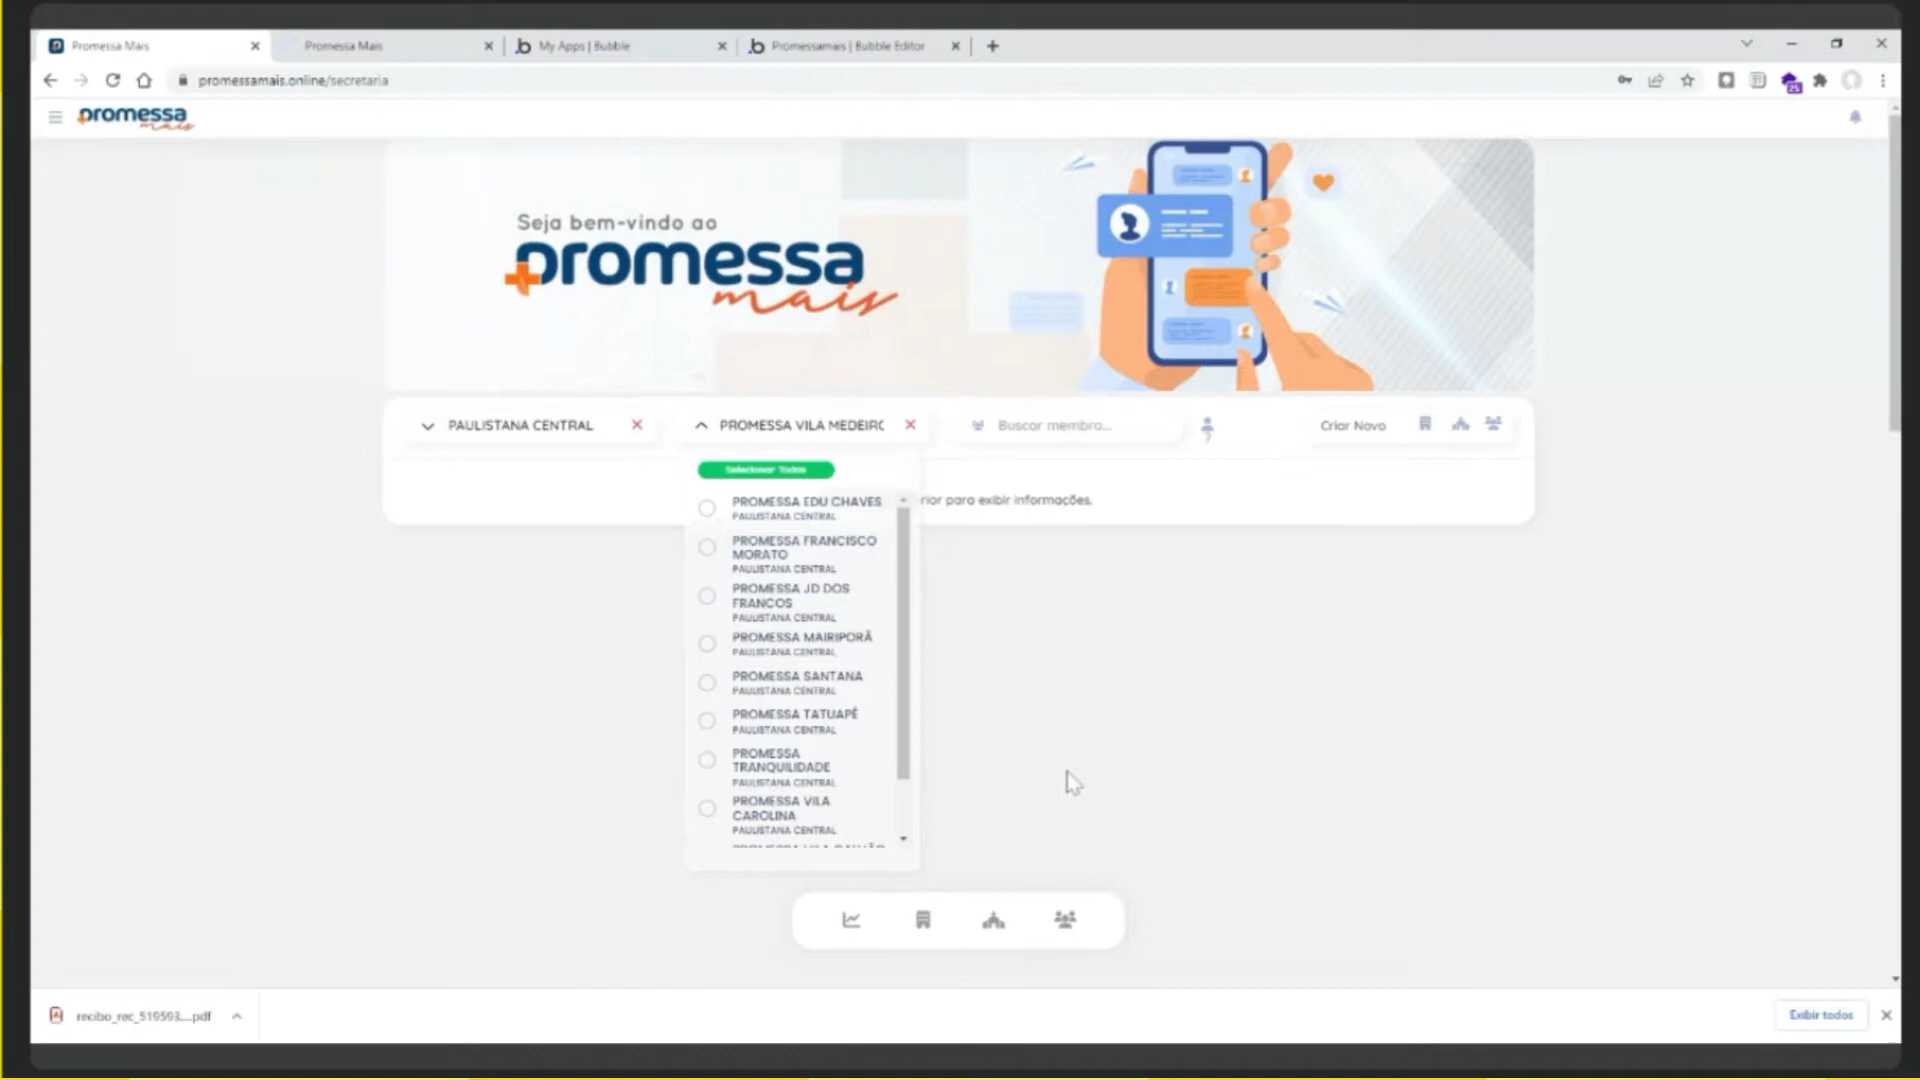 Promessa Mais
Promessa Mais
My Apps | Bubble
Promessamais | Bubble Editor
promessamais.online/secretaria
promessa
mais
Seja bem-vindo ao
promessa
mais
PAULISTANA CENTRAL
PROMESSA VILA MEDEIRC
Buscar membro...
Criar Novo
Selecionar Todos
rior para exibir informações.
PROMESSA EDU CHAVES
PAULISTANA CENTRAL
PROMESSA FRANCISCO
MORATO
PAULISTANA CENTRAL
PROMESSA JD DOS
FRANCOS
PAULISTANA CENTRAL
PROMESSA MAIRIPORÃ
PAULISTANA CENTRAL
PROMESSA SANTANA
PAULISTANA CENTRAL
PROMESSA TATUAPÉ
PAULISTANA CENTRAL
PROMESSA
TRANQUILIDADE
PAULISTANA CENTRAL
PROMESSA VILA
CAROLINA
PAULISTANA CENTRAL
recibo_rec_519593....pdf
Exibir todos